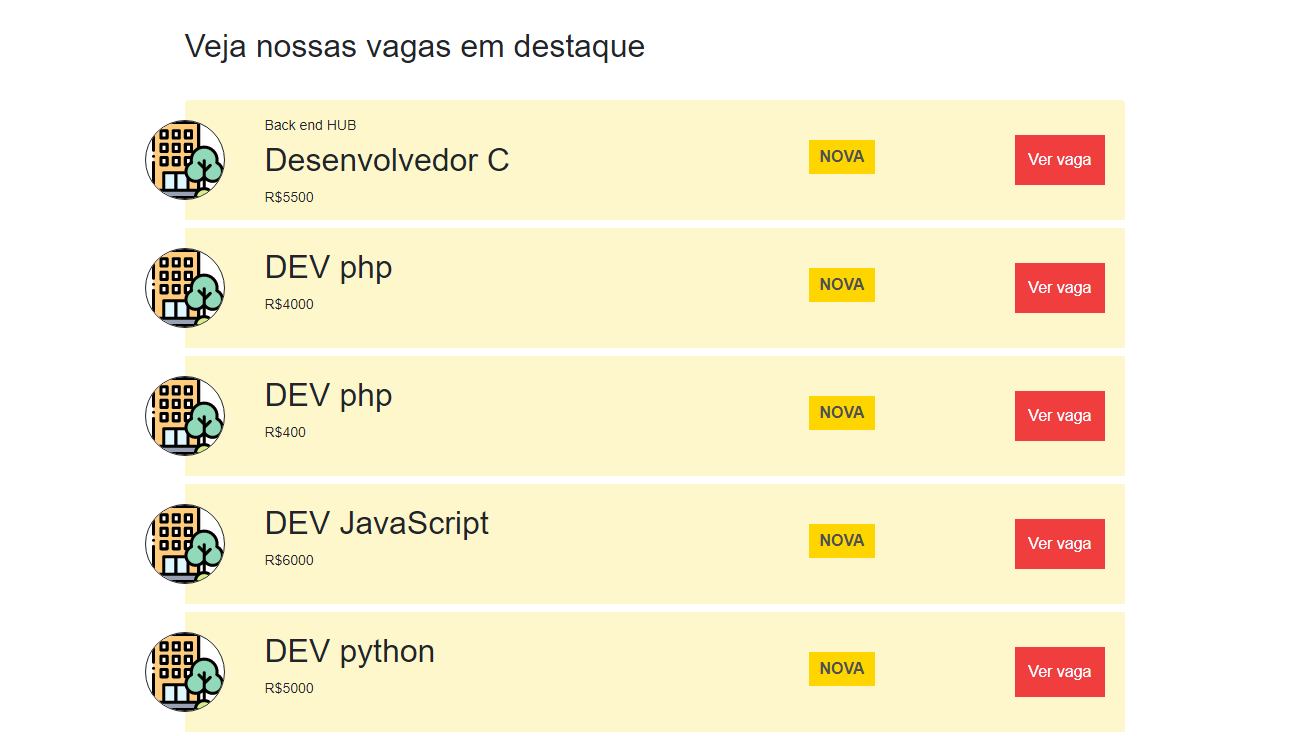 Veja nossas vagas em destaque
Back end HUB
Desenvolvedor C
R$5500
NOVA
Ver vaga
DEV php
R$4000
NOVA
Ver vaga
DEV php
R$400
NOVA
Ver vaga
DEV JavaScript
R$6000
NOVA
Ver vaga
DEV python
R$5000
NOVA
Ver vaga